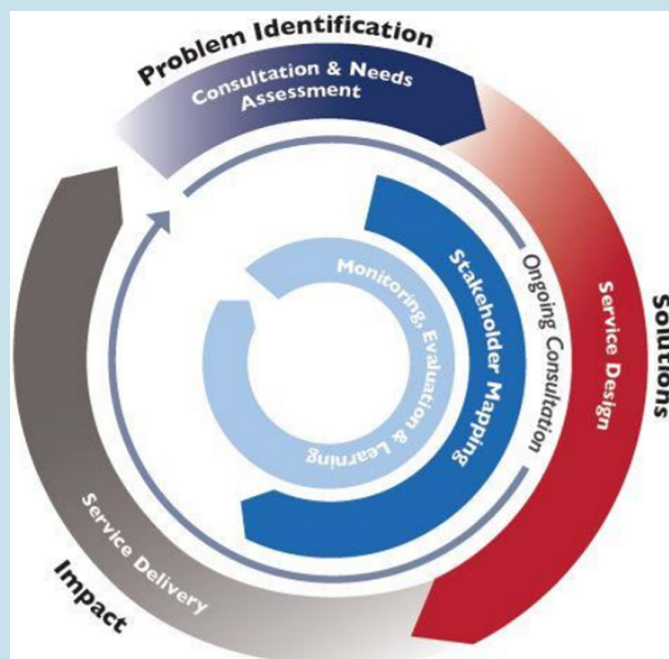 Problem Identification
Consultation & Needs
Assessment
Service Design
Solutions
Ongoing Consultation
Stakeholder Mapping
Monitoring, Evaluation & Learning
Service Delivery
Impact